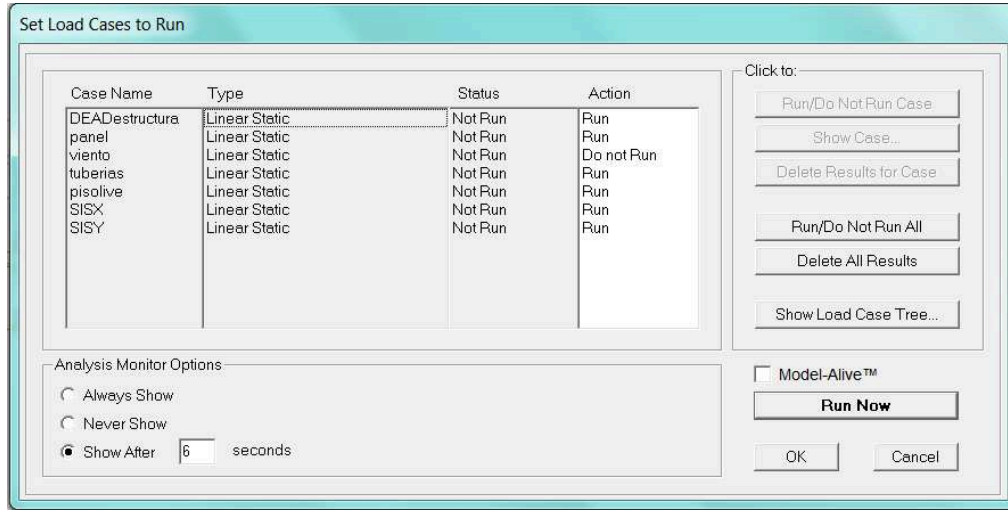 Set Load Cases to Run
Case Name Type Status Action
DEADestructura Linear Static Not Run Run
panel Linear Static Not Run Run
viento Linear Static Not Run Do not Run
tuberias Linear Static Not Run Run
pisolive Linear Static Not Run Run
SISX Linear Static Not Run Run
SISY Linear Static Not Run Run
Click to:
Run/Do Not Run Case
Show Case...
Delete Results for Case
Run/Do Not Run All
Delete All Results
Show Load Case Tree...
Analysis Monitor Options
Always Show
Never Show
Show After 6 seconds
Model-Alive™
Run Now
OK Cancel